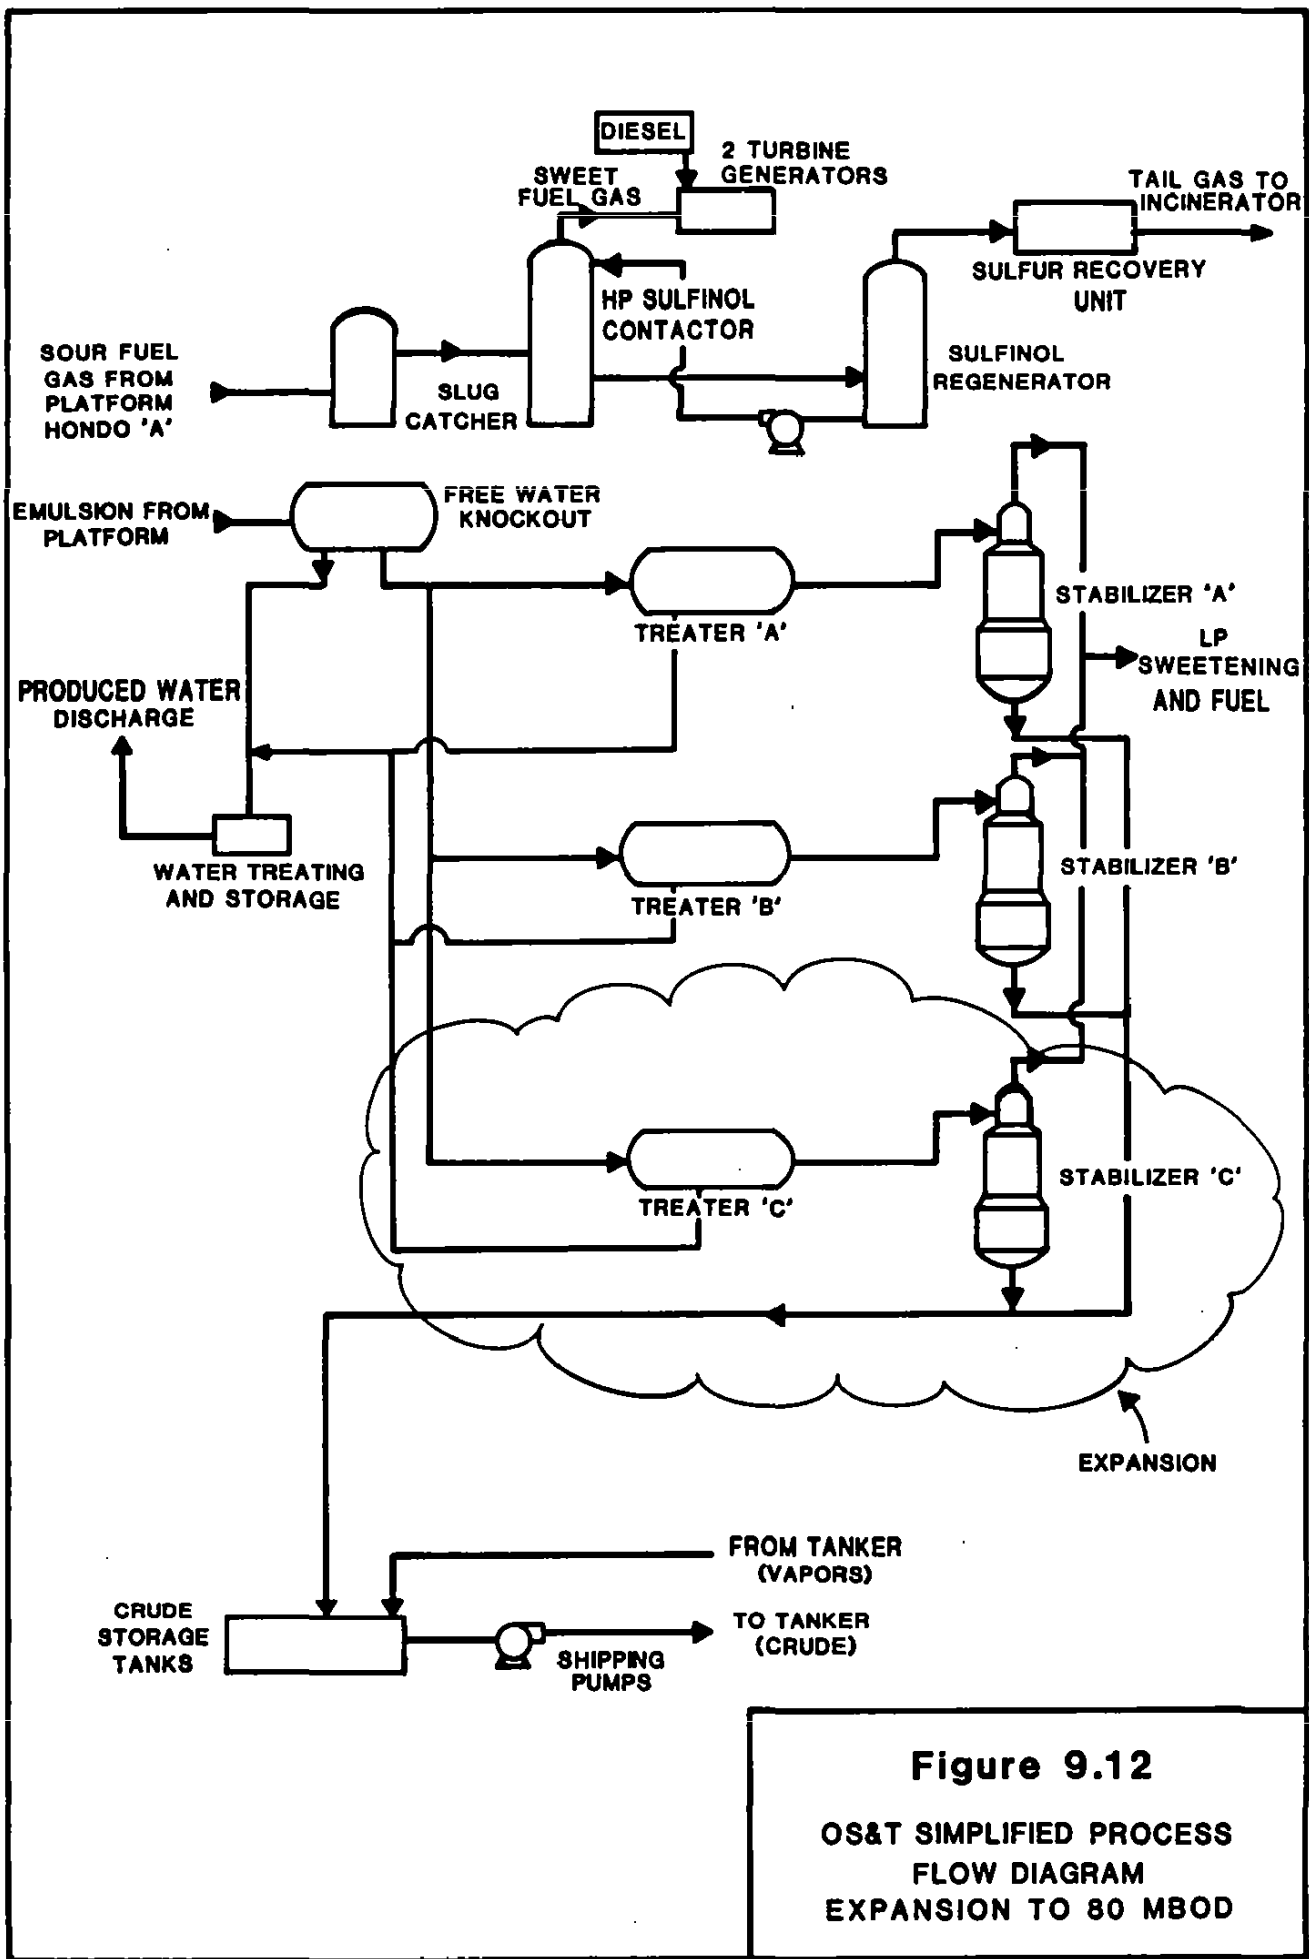 DIESEL
2 TURBINE
GENERATORS
SWEET
FUEL GAS
TAIL GAS TO
INCINERATOR
SULFUR RECOVERY
UNIT
HP SULFINOL
CONTACTOR
SOUR FUEL
GAS FROM
PLATFORM
HONDO 'A'
SLUG
CATCHER
SULFINOL
REGENERATOR
EMULSION FROM
PLATFORM
FREE WATER
KNOCKOUT
TREATER 'A'
STABILIZER 'A'
LP
SWEETENING
AND FUEL
PRODUCED WATER
DISCHARGE
WATER TREATING
AND STORAGE
TREATER 'B'
STABILIZER 'B'
TREATER 'C'
STABILIZER 'C'
EXPANSION
FROM TANKER
(VAPORS)
CRUDE
STORAGE
TANKS
TO TANKER
(CRUDE)
SHIPPING
PUMPS
Figure 9.12
OS&T SIMPLIFIED PROCESS
FLOW DIAGRAM
EXPANSION TO 80 MBOD